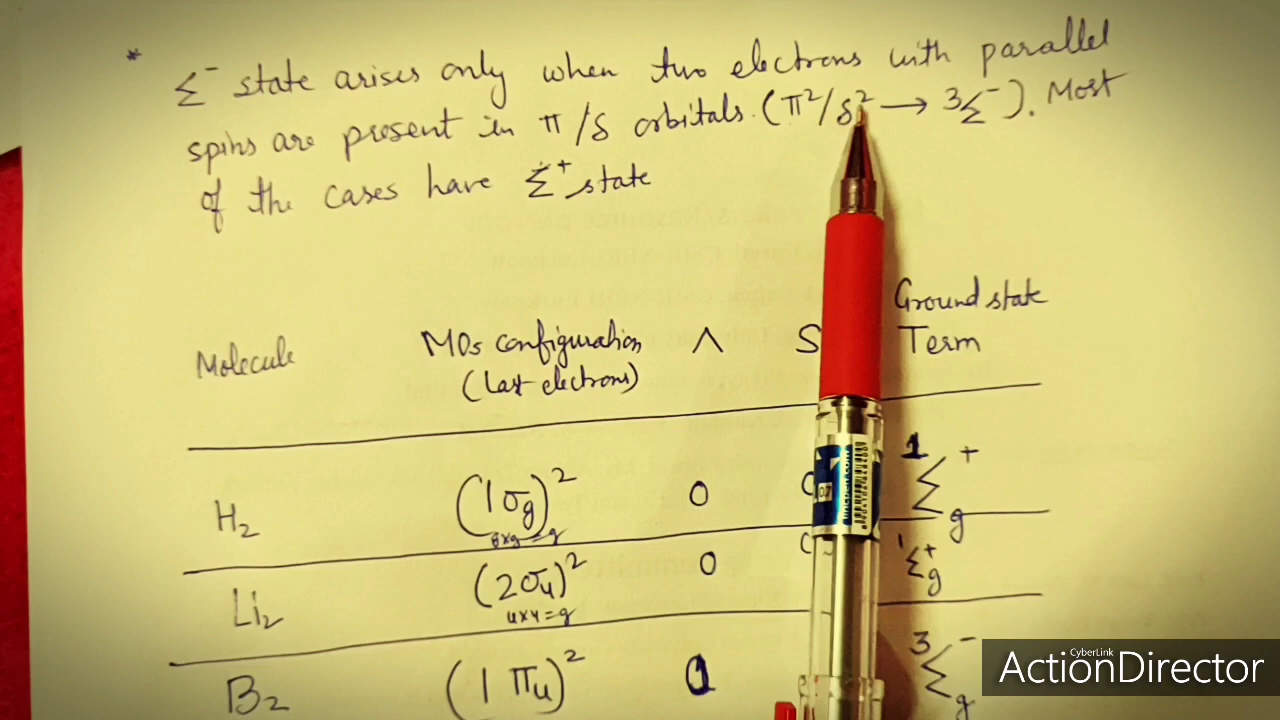 * Σ⁻ state arises only when two electrons with parallel
spins are present in π/δ orbitals. (π²/δ² → ³Σ⁻). Most
of the cases have Σ⁺ state
Ground state
Molecule MOs configuration Λ S Term
(last electrons)
H₂ (1σg)² 0 0 ¹Σg⁺
g×g=g
Li₂ (2σu)² 0 0 ¹Σg⁺
u×u=g
B₂ (1πu)² ³Σg⁻
CyberLink
ActionDirector